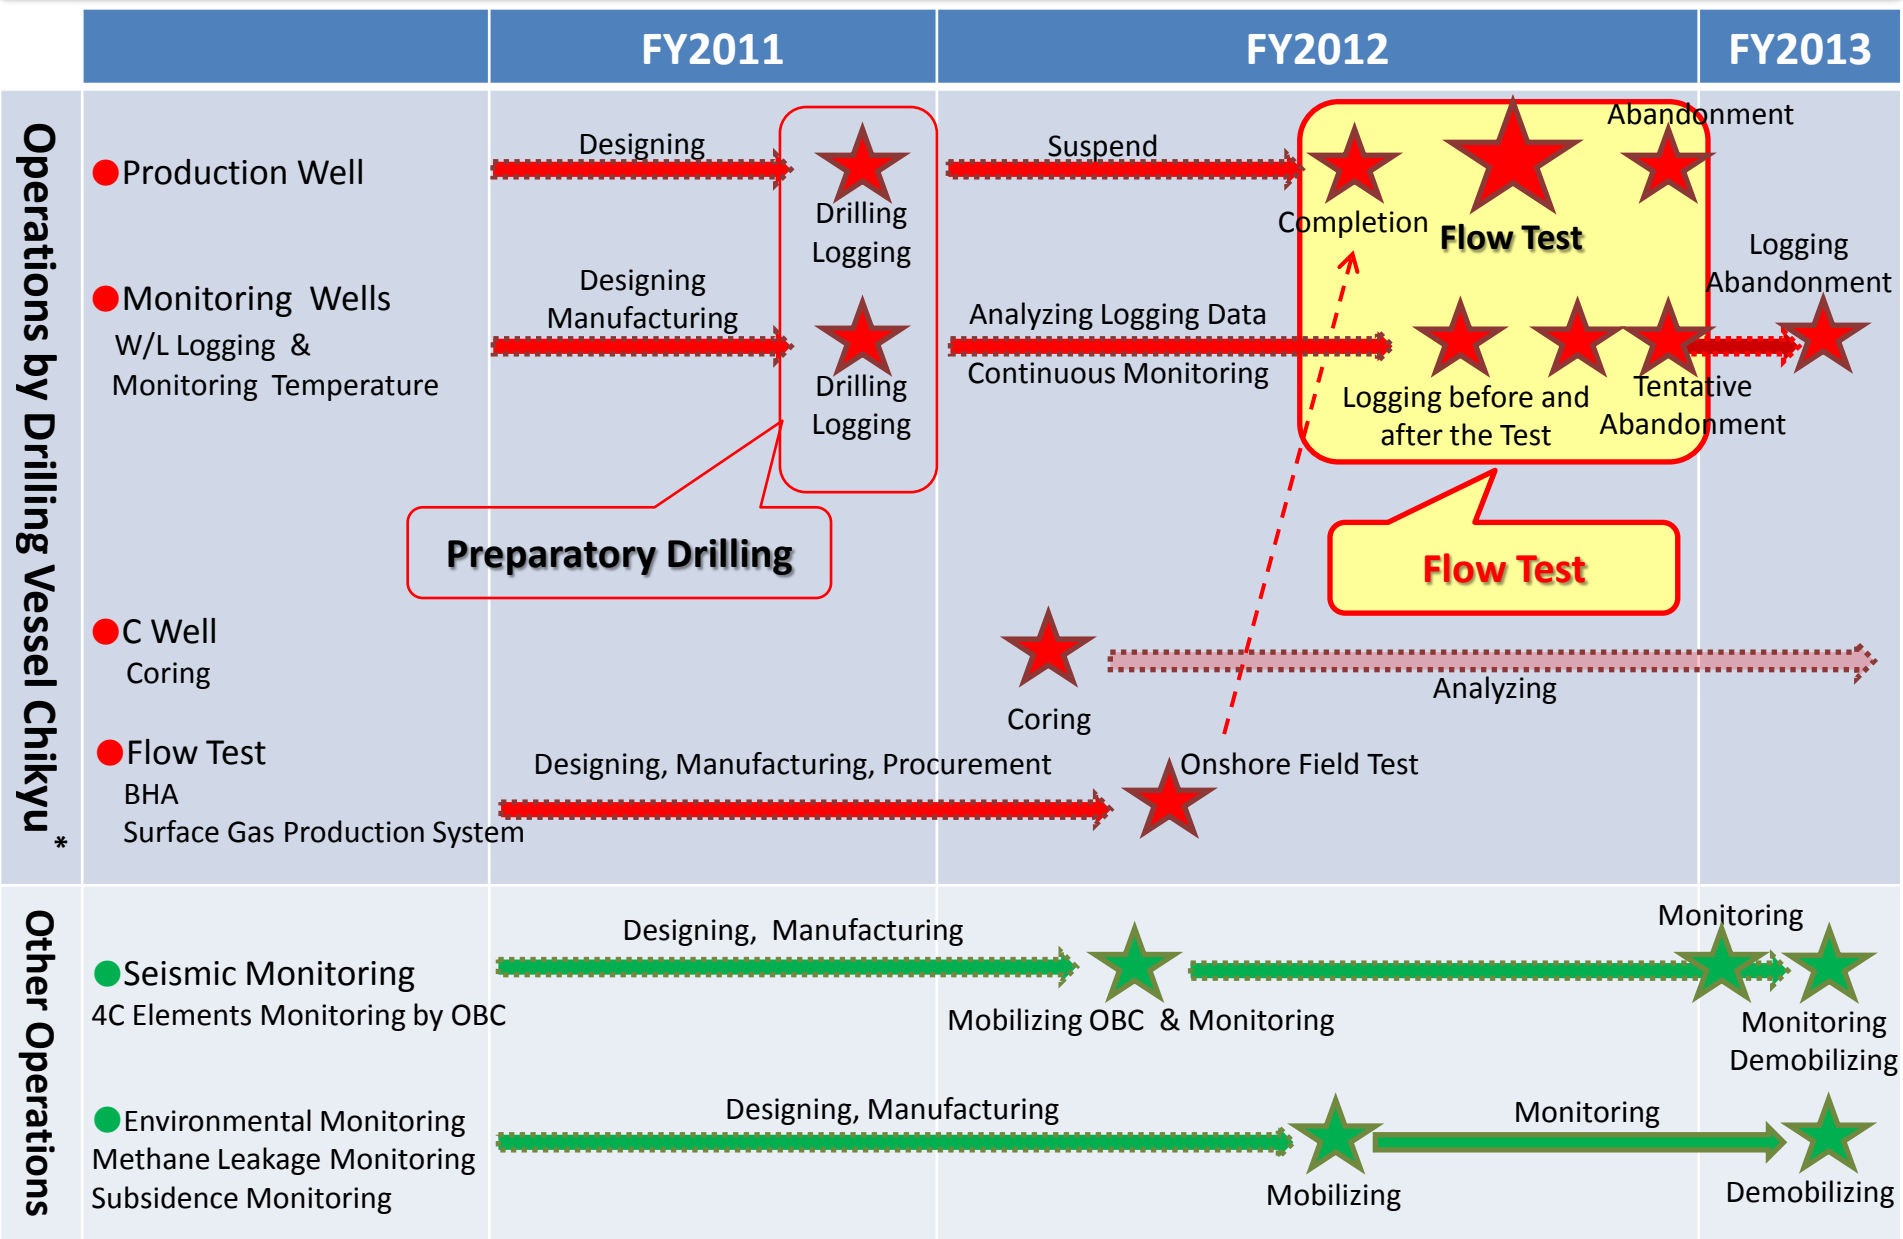 FY2011
FY2012
FY2013
Operations by Drilling Vessel Chikyu *
Production Well
Designing
Drilling
Logging
Suspend
Completion
Flow Test
Abandonment
Monitoring Wells
W/L Logging &
Monitoring Temperature
Designing
Manufacturing
Drilling
Logging
Analyzing Logging Data
Continuous Monitoring
Logging before and
after the Test
Tentative
Abandonment
Logging
Abandonment
Preparatory Drilling
Flow Test
C Well
Coring
Coring
Analyzing
Flow Test
BHA
Surface Gas Production System
Designing, Manufacturing, Procurement
Onshore Field Test
Other Operations
Seismic Monitoring
4C Elements Monitoring by OBC
Designing, Manufacturing
Mobilizing OBC & Monitoring
Monitoring
Monitoring
Demobilizing
Environmental Monitoring
Methane Leakage Monitoring
Subsidence Monitoring
Designing, Manufacturing
Mobilizing
Monitoring
Demobilizing